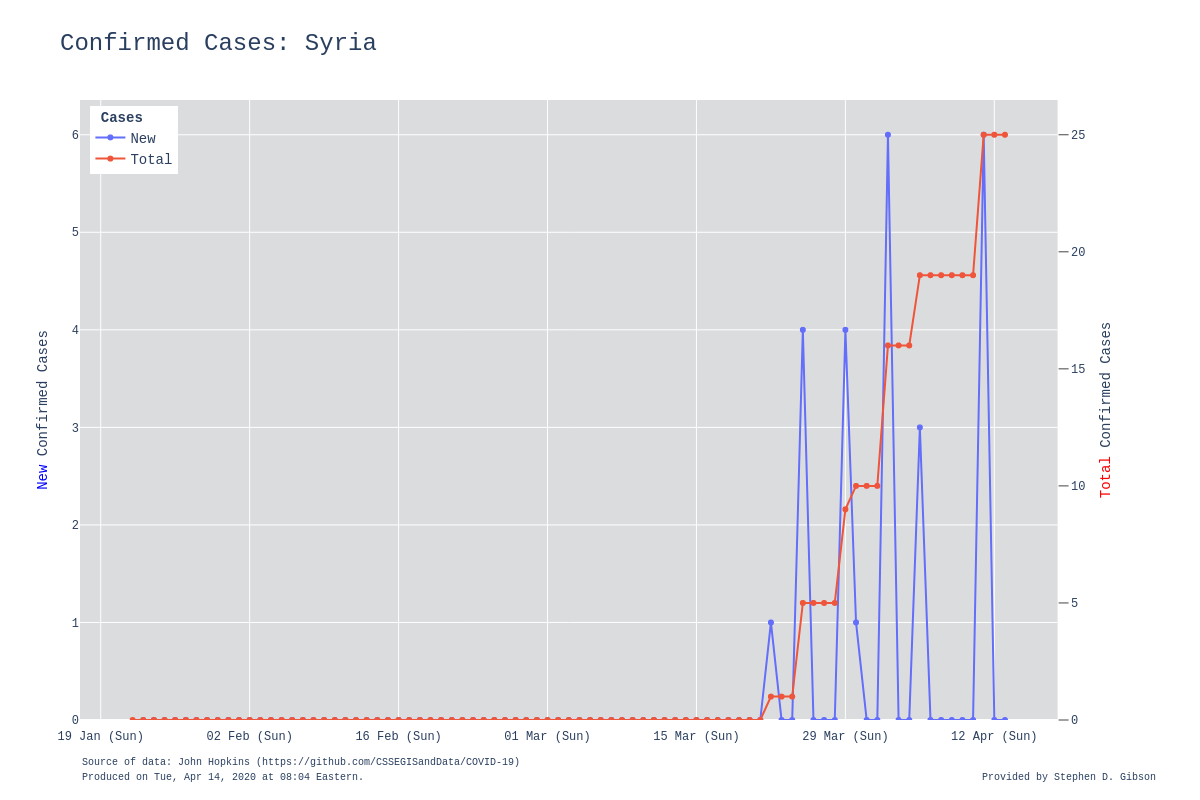 Confirmed Cases: Syria
Cases
New
Total
6
5
4
3
2
1
0
New Confirmed Cases
25
20
15
10
5
0
Total Confirmed Cases
19 Jan (Sun)
02 Feb (Sun)
16 Feb (Sun)
01 Mar (Sun)
15 Mar (Sun)
29 Mar (Sun)
12 Apr (Sun)
Source of data: John Hopkins (https://github.com/CSSEGISandData/COVID-19)
Produced on Tue, Apr 14, 2020 at 08:04 Eastern.
Provided by Stephen D. Gibson